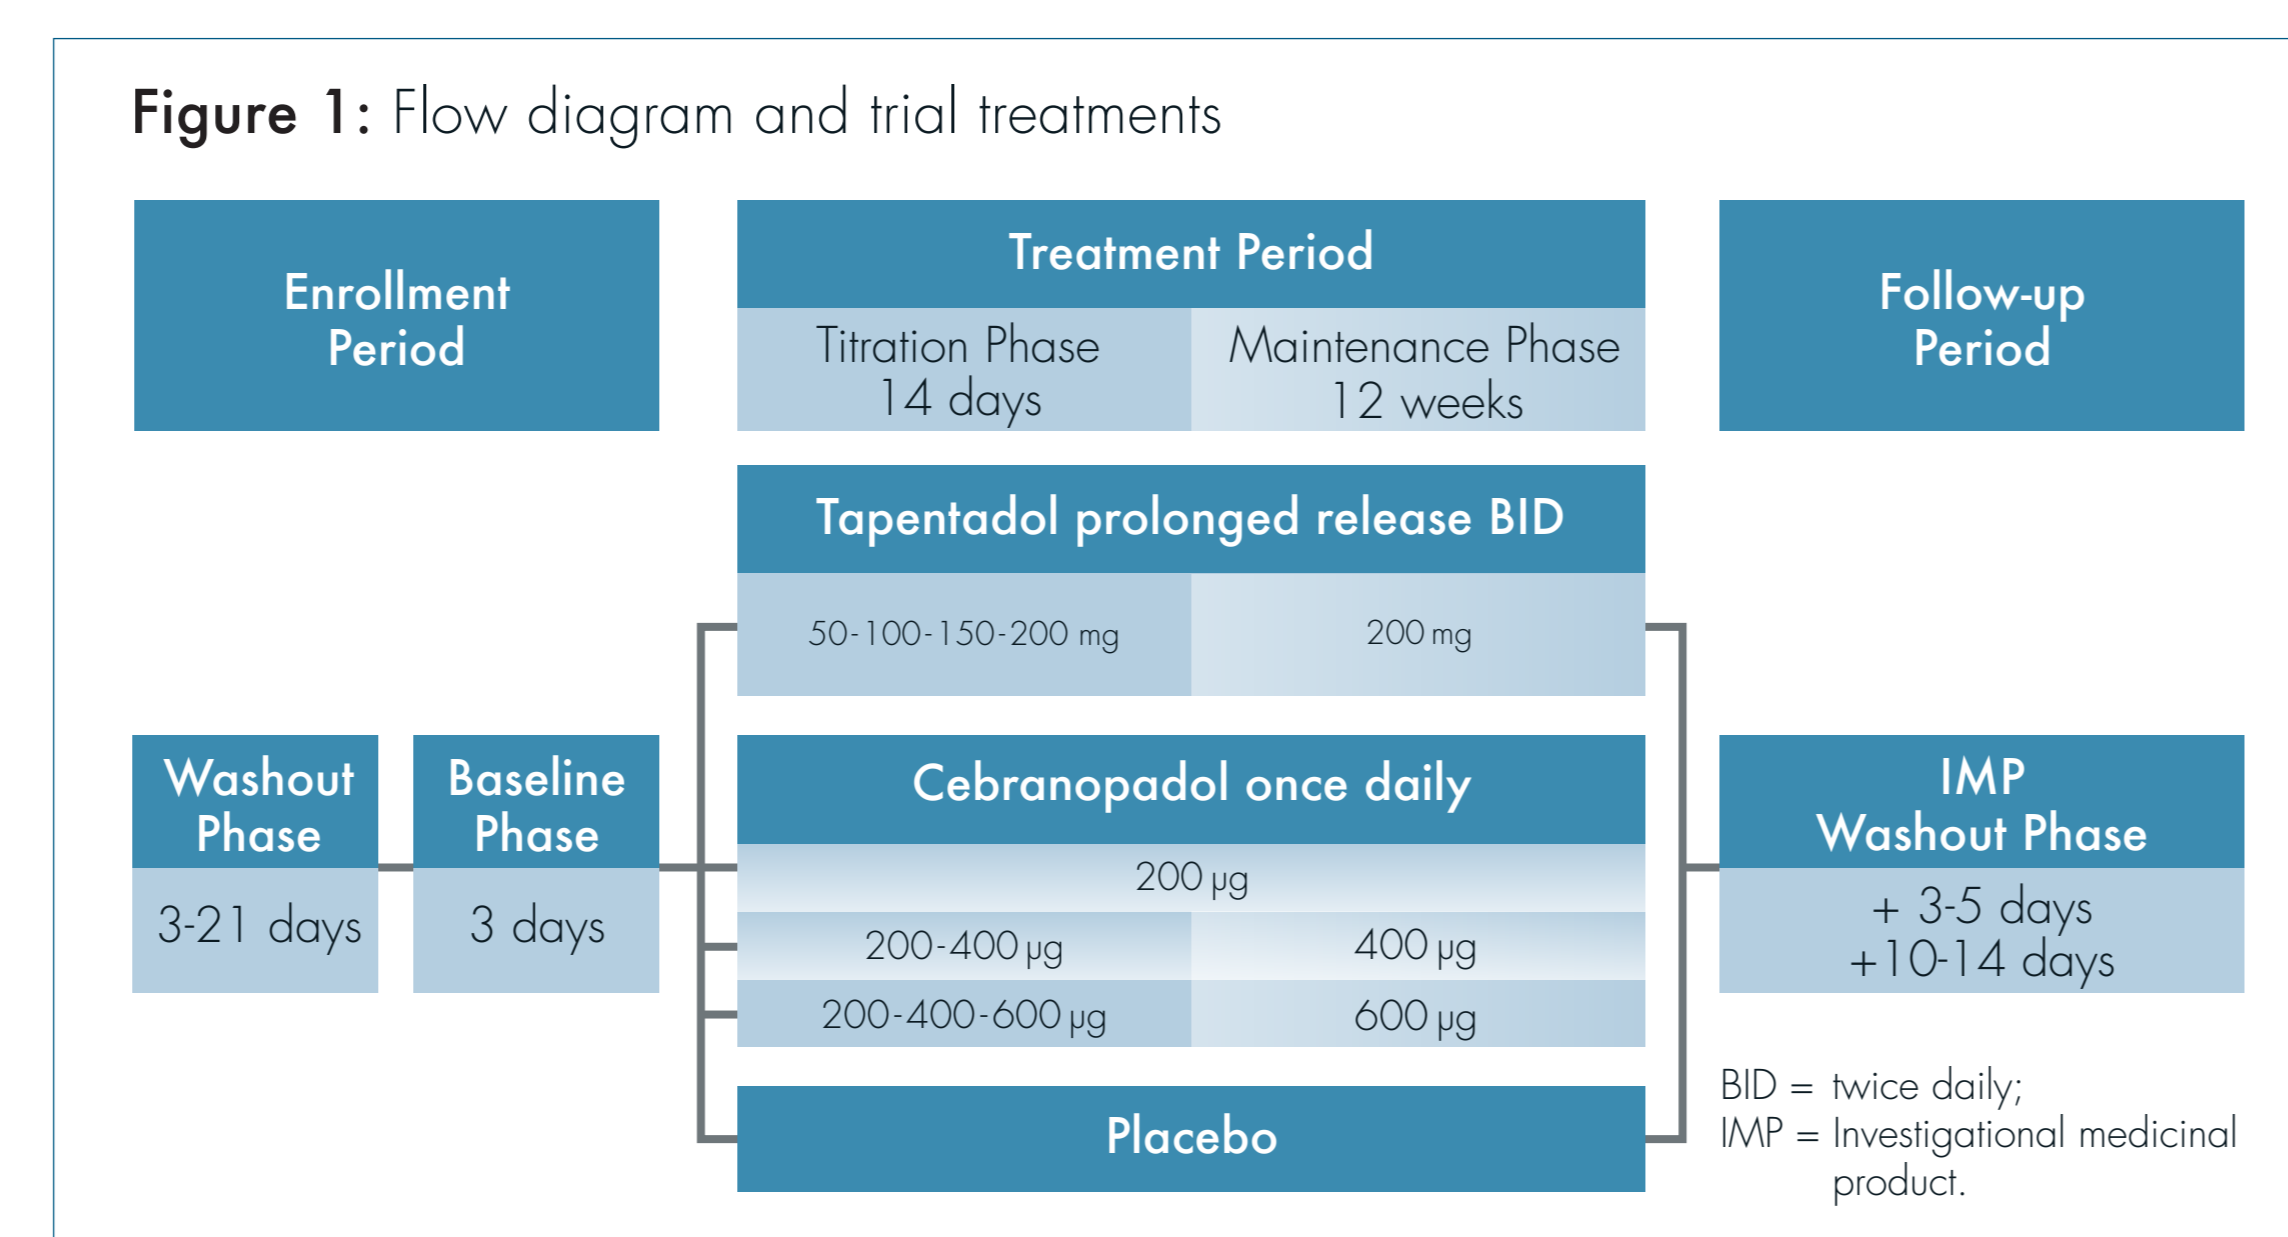 Figure 1: Flow diagram and trial treatments
Enrollment
Period
Treatment Period
Titration Phase
14 days
Maintenance Phase
12 weeks
Follow-up
Period
Tapentadol prolonged release BID
50-100-150-200 mg
200 mg
Washout
Phase
3-21 days
Baseline
Phase
3 days
Cebranopadol once daily
200 µg
200-400 µg
400 µg
200-400-600 µg
600 µg
Placebo
IMP
Washout Phase
+ 3-5 days
+10-14 days
BID = twice daily;
IMP = Investigational medicinal
product.